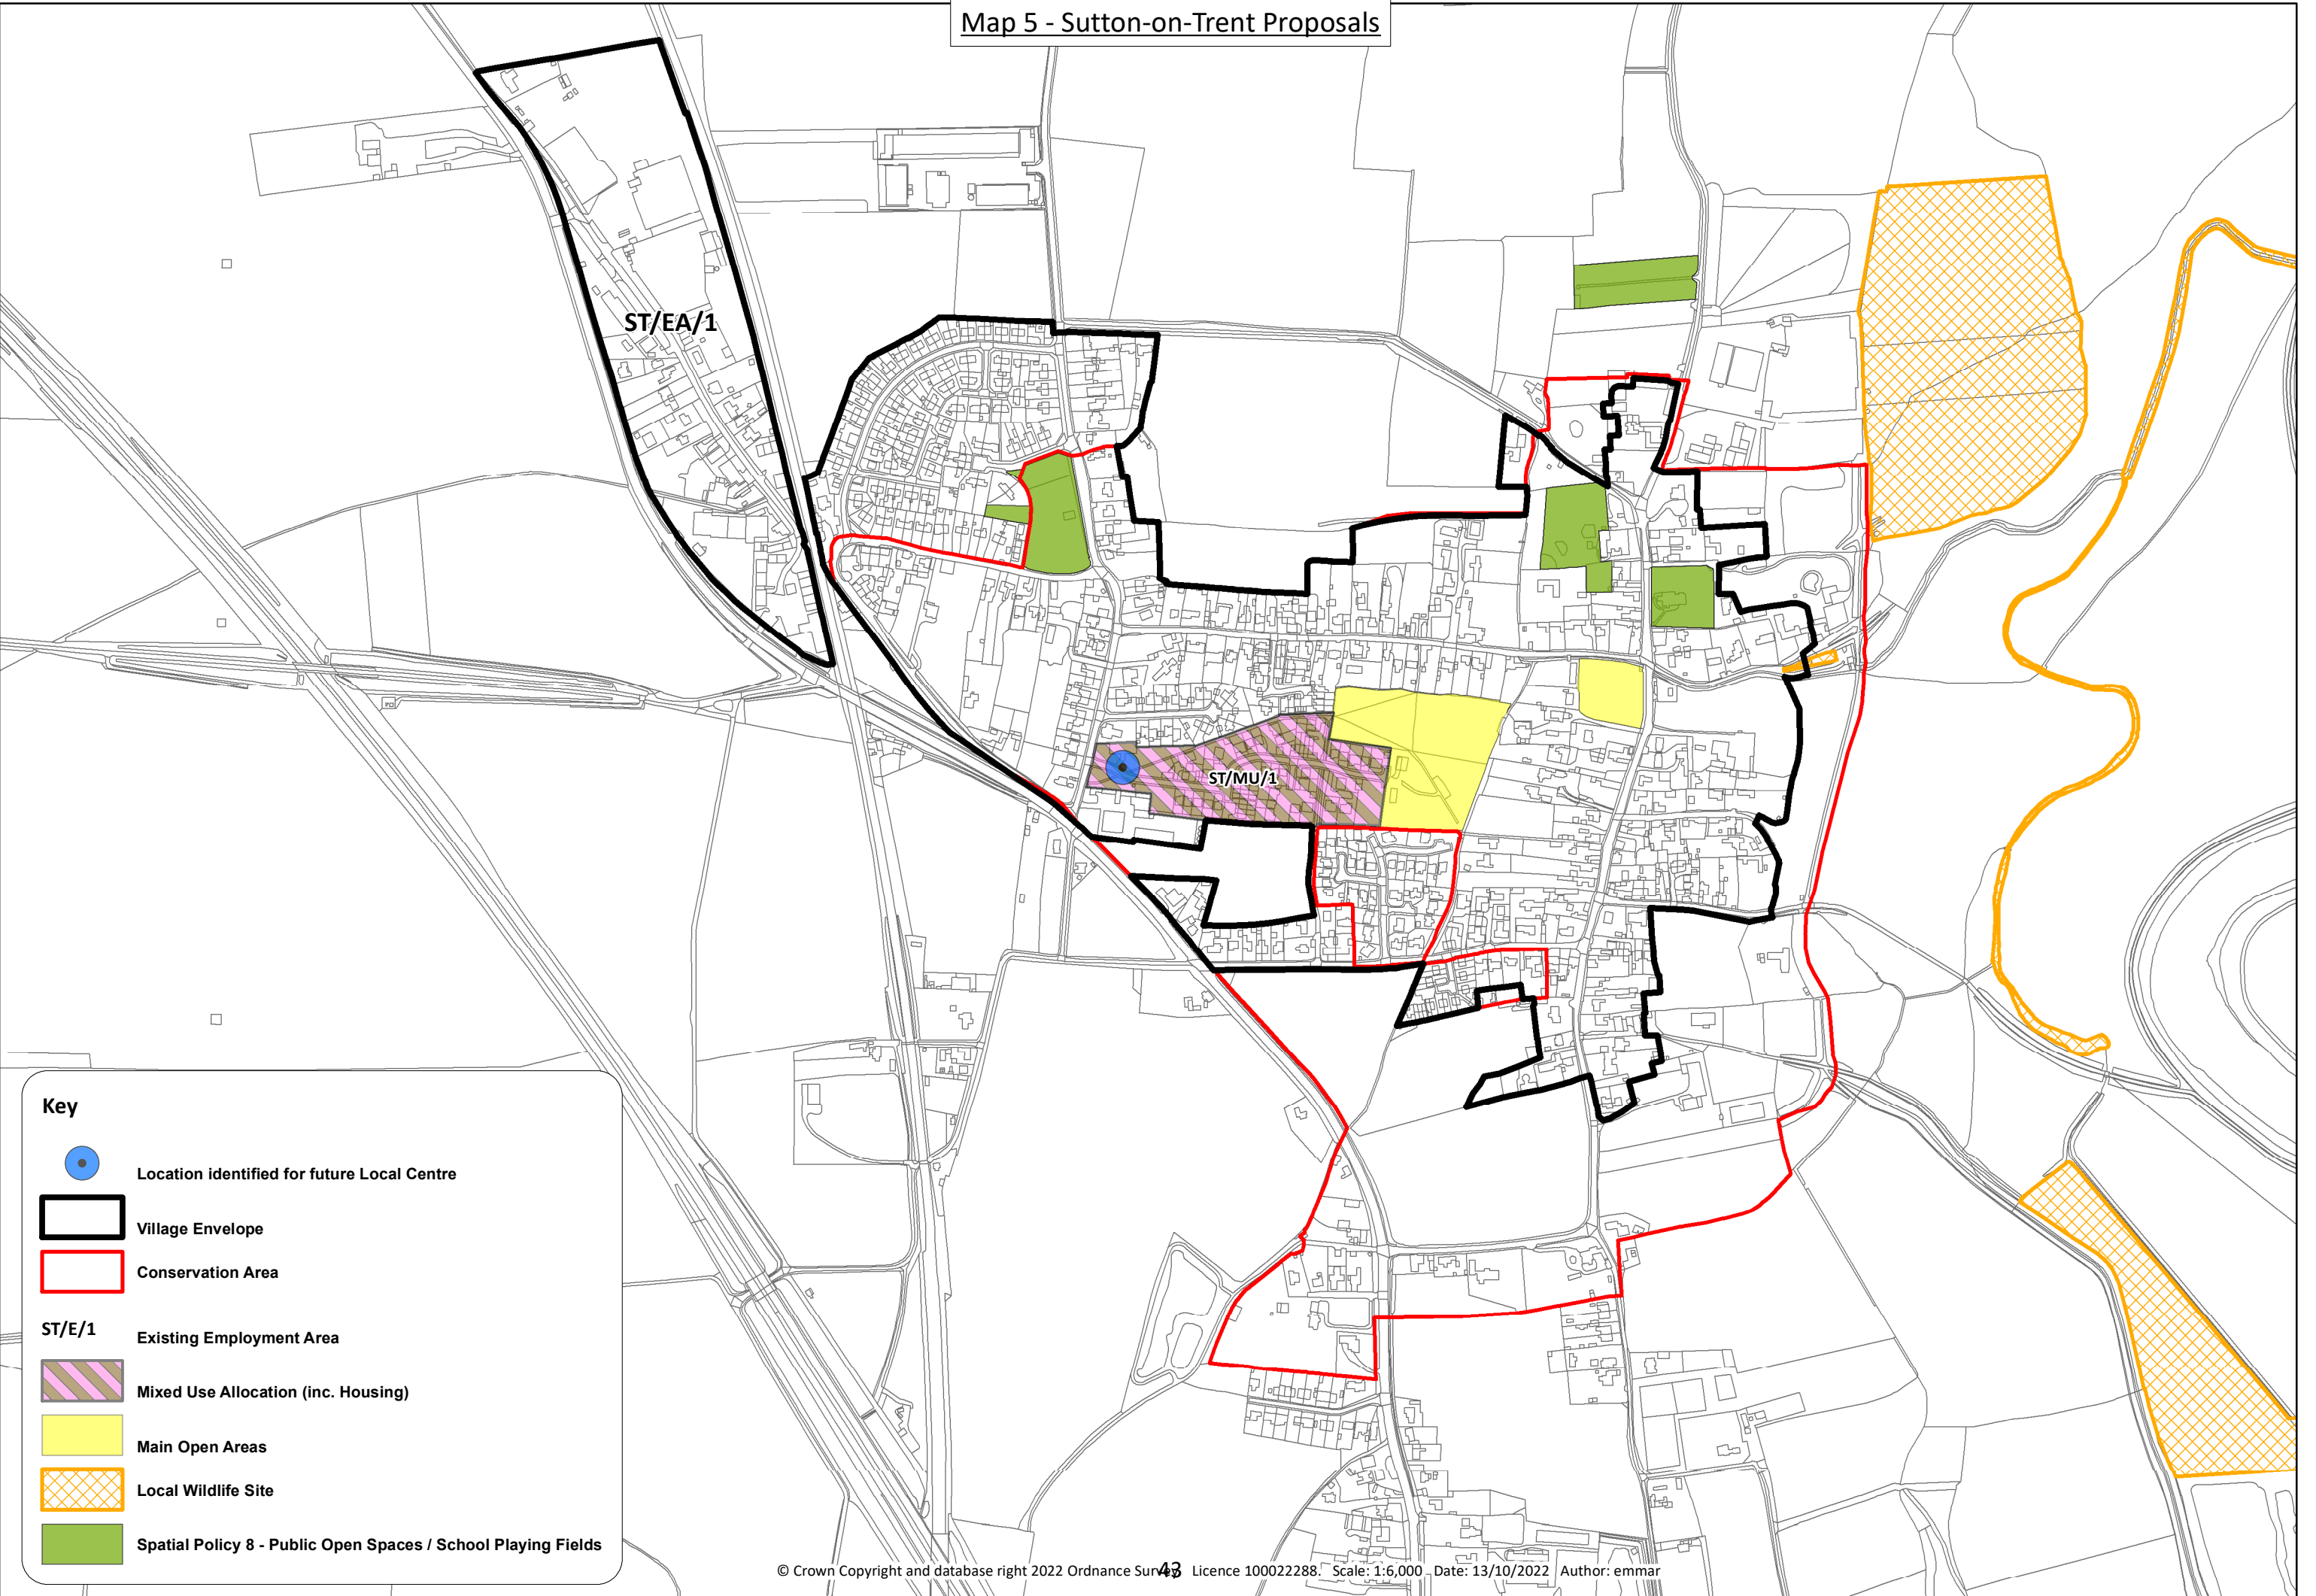 Map 5 - Sutton-on-Trent Proposals
ST/EA/1
ST/MU/1
Key
Location identified for future Local Centre
Village Envelope
Conservation Area
ST/E/1 Existing Employment Area
Mixed Use Allocation (inc. Housing)
Main Open Areas
Local Wildlife Site
Spatial Policy 8 - Public Open Spaces / School Playing Fields
© Crown Copyright and database right 2022 Ordnance Survey Licence 100022288. Scale: 1:6,000 Date: 13/10/2022 Author: emmar
43